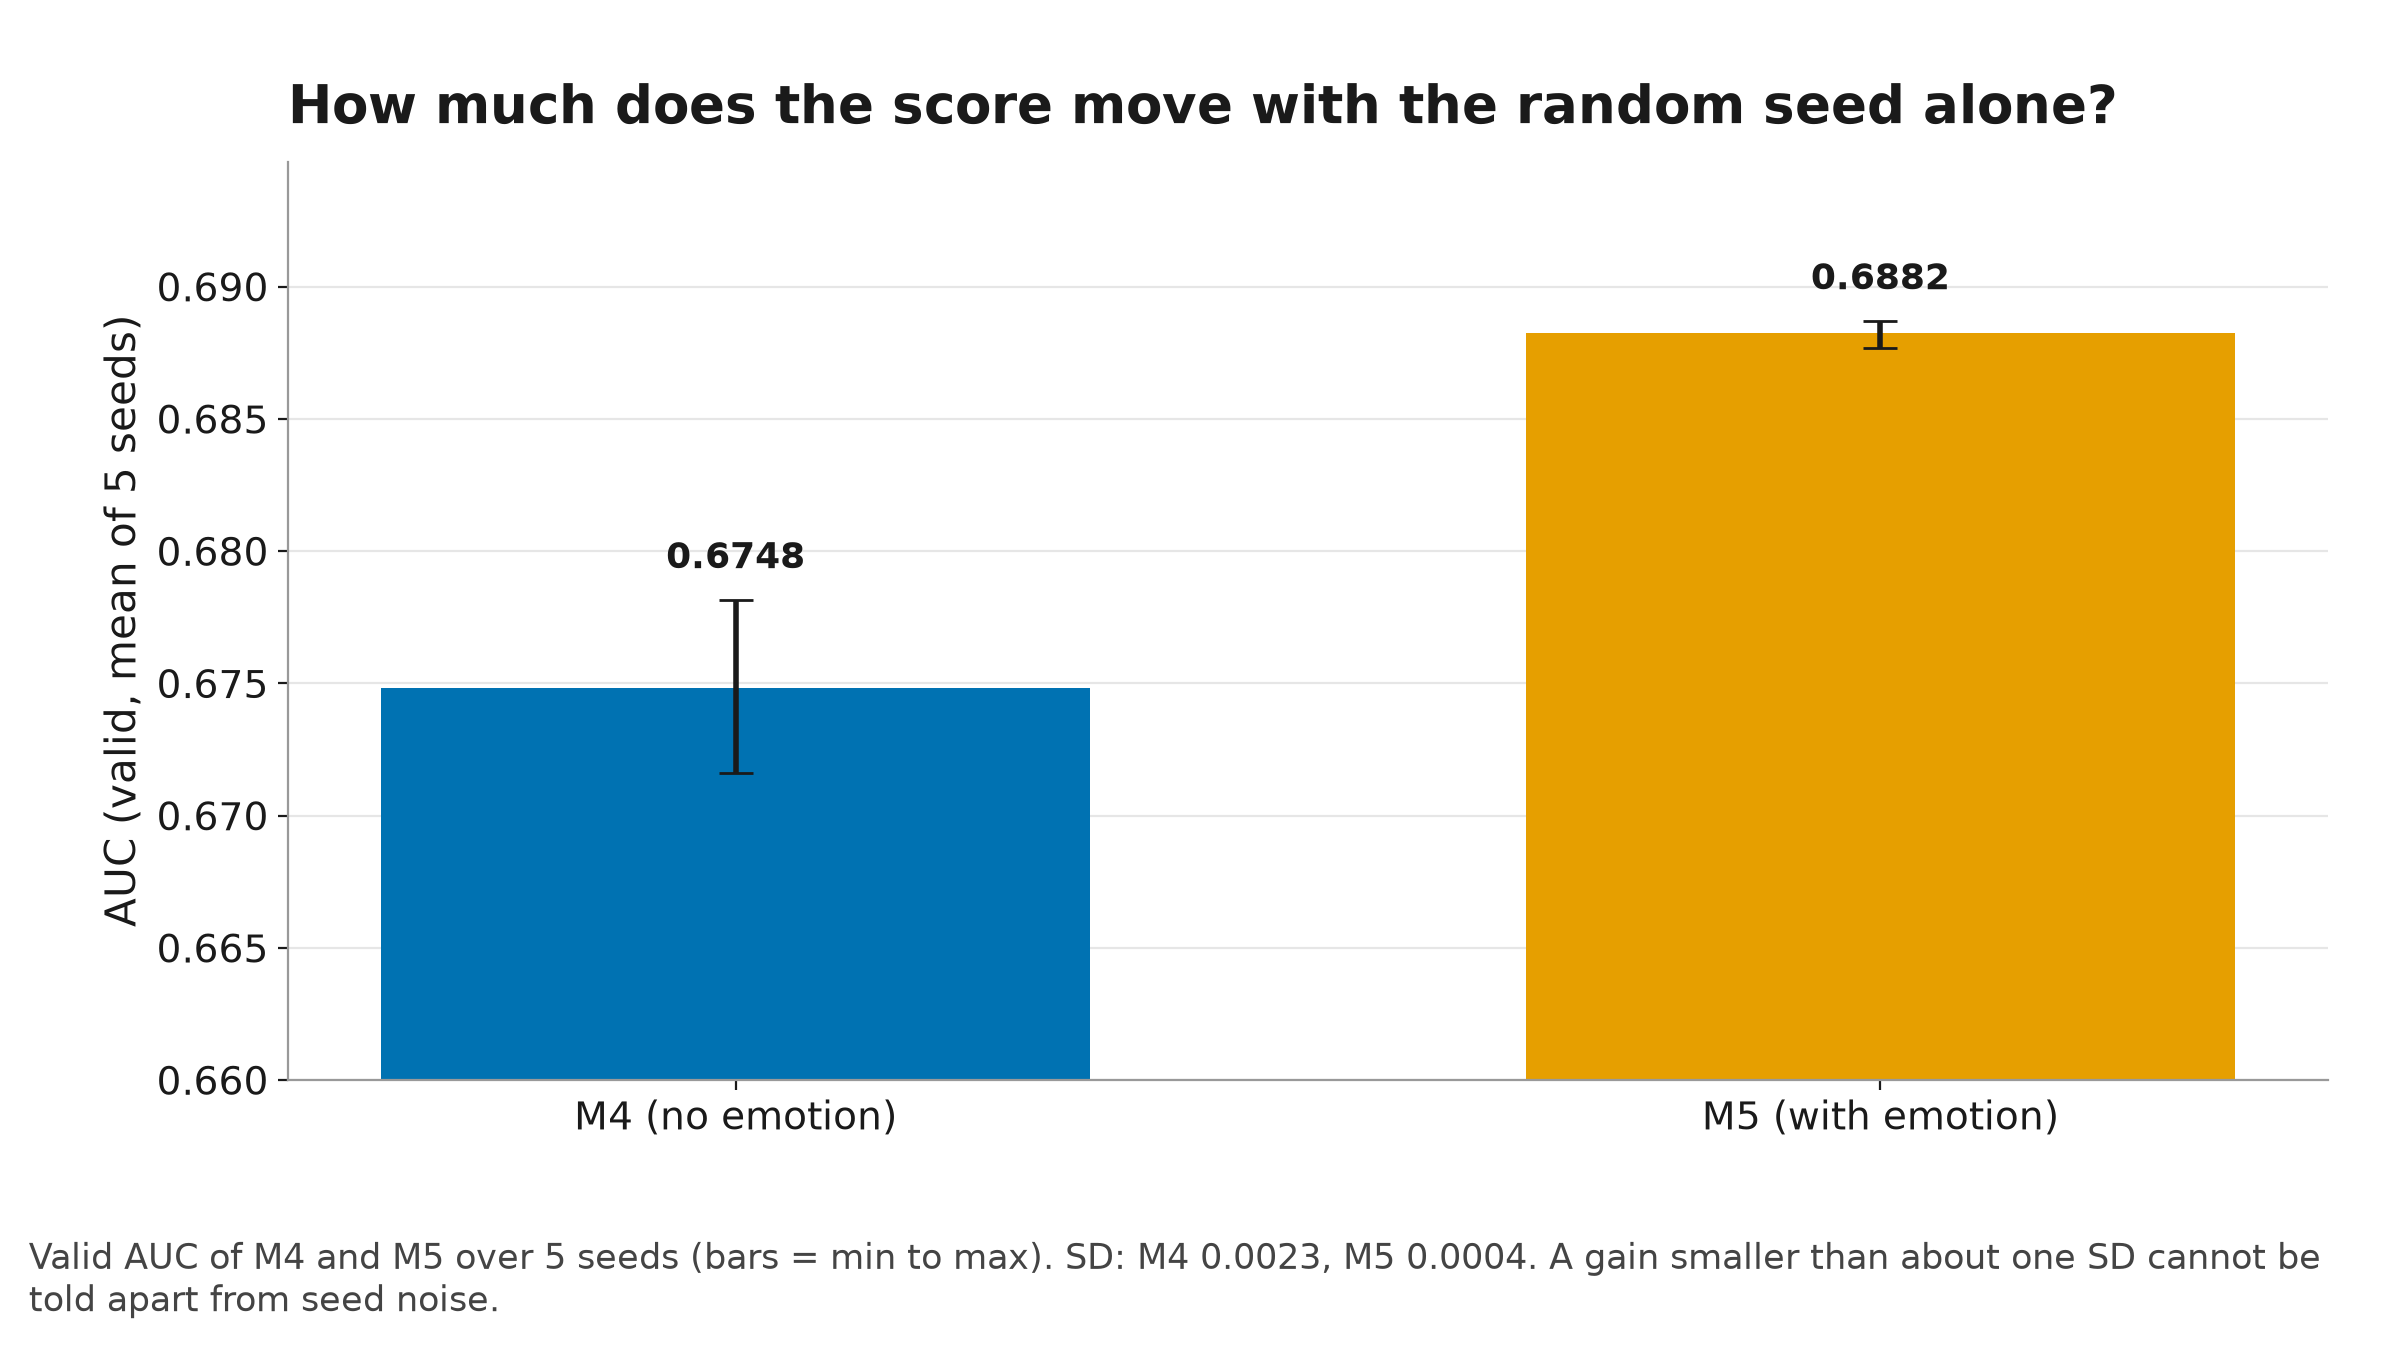 How much does the score move with the random seed alone?
AUC (valid, mean of 5 seeds)
0.690
0.685
0.680
0.675
0.670
0.665
0.660
0.6748
0.6882
M4 (no emotion)
M5 (with emotion)
Valid AUC of M4 and M5 over 5 seeds (bars = min to max). SD: M4 0.0023, M5 0.0004. A gain smaller than about one SD cannot be
told apart from seed noise.